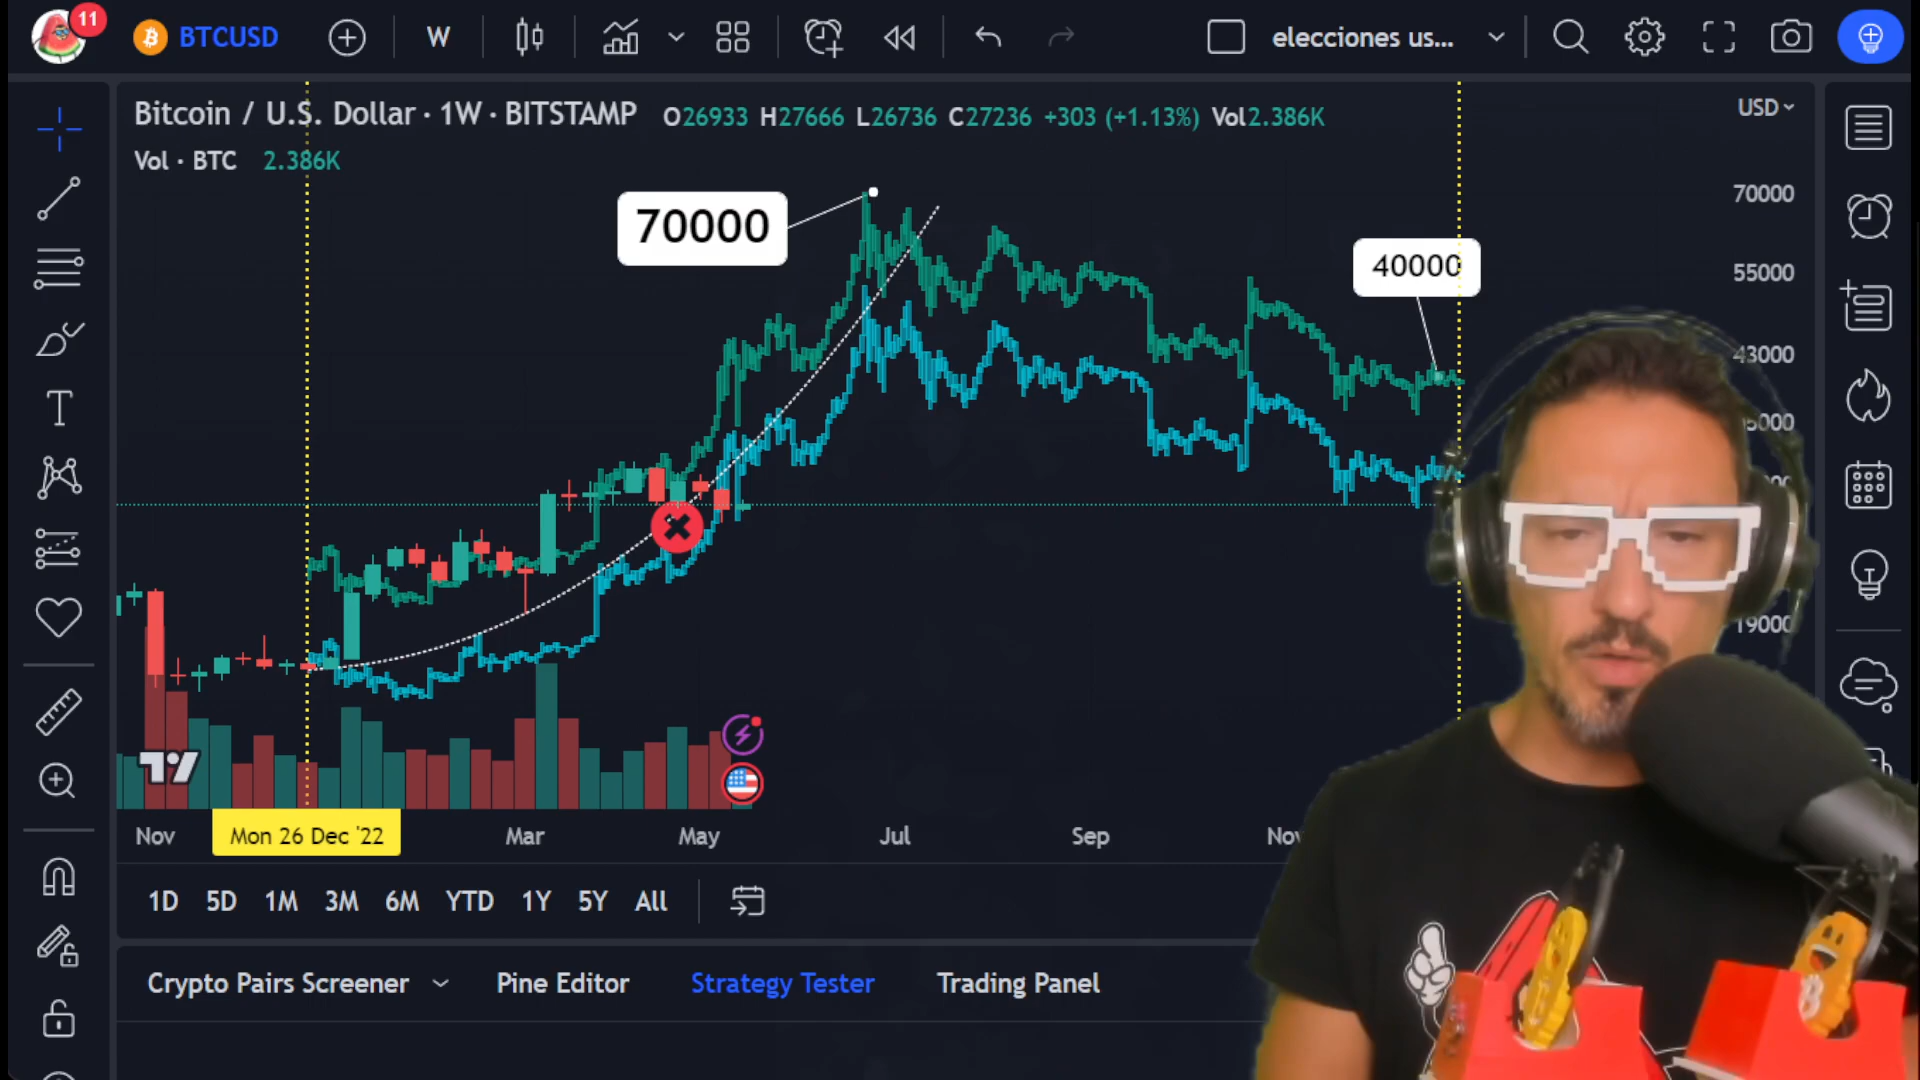 11
BTCUSD
W
elecciones us...
Bitcoin / U.S. Dollar · 1W · BITSTAMP O26933 H27666 L26736 C27236 +303 (+1.13%) Vol2.386K
USD
Vol · BTC 2.386K
70000
70000
40000
55000
43000
19000
Nov
Mon 26 Dec '22
Mar
May
Jul
Sep
1D 5D 1M 3M 6M YTD 1Y 5Y All
Crypto Pairs Screener
Pine Editor
Strategy Tester
Trading Panel